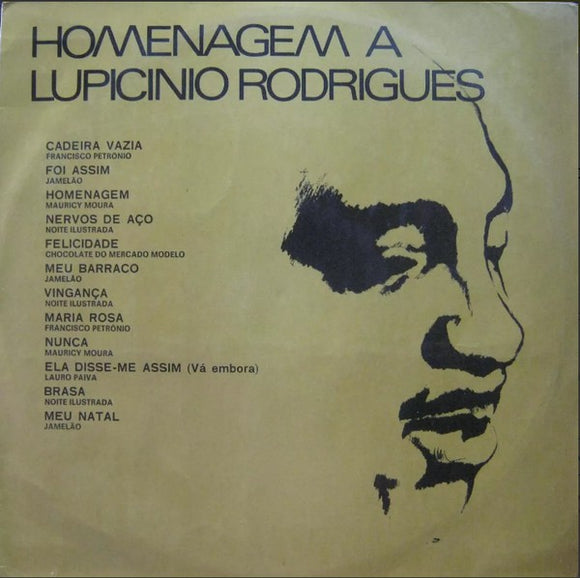 HOMENAGEM A
LUPICINIO RODRIGUES
CADEIRA VAZIA
FRANCISCO PETRONIO
FOI ASSIM
JAMELÃO
HOMENAGEM
MAURICY MOURA
NERVOS DE AÇO
NOITE ILUSTRADA
FELICIDADE
CHOCOLATE DO MERCADO MODELO
MEU BARRACO
JAMELÃO
VINGANÇA
NOITE ILUSTRADA
MARIA ROSA
FRANCISCO PETRÔNIO
NUNCA
MAURICY MOURA
ELA DISSE-ME ASSIM (Vá embora)
LAURO PAIVA
BRASA
NOITE ILUSTRADA
MEU NATAL
JAMELÃO